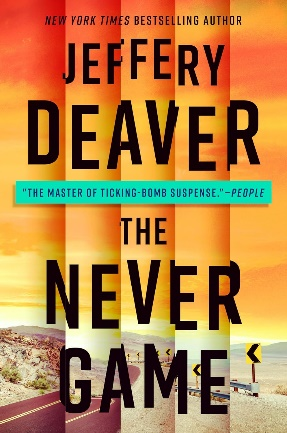 NEW YORK TIMES BESTSELLING AUTHOR
JEFFERY
DEAVER
"THE MASTER OF TICKING-BOMB SUSPENSE."—PEOPLE
THE
NEVER
GAME